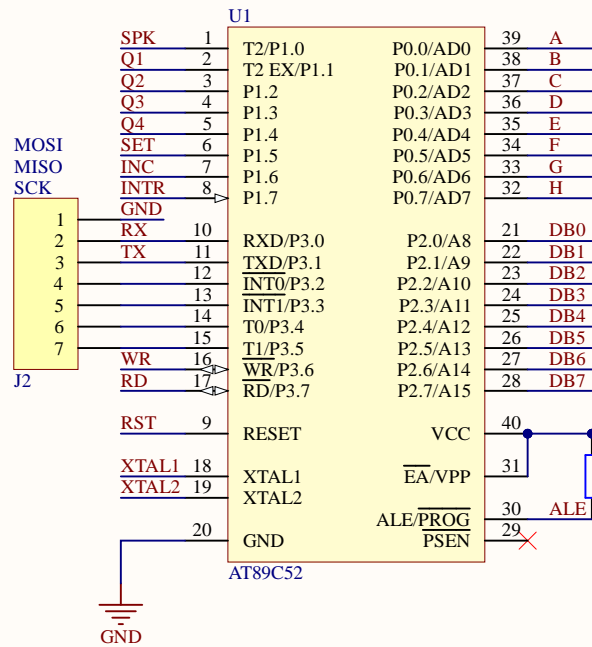 U1
SPK 1 T2/P1.0 P0.0/AD0 39 A
Q1 2 T2 EX/P1.1 P0.1/AD1 38 B
Q2 3 P1.2 P0.2/AD2 37 C
Q3 4 P1.3 P0.3/AD3 36 D
Q4 5 P1.4 P0.4/AD4 35 E
MOSI SET 6 P1.5 P0.5/AD5 34 F
MISO INC 7 P1.6 P0.6/AD6 33 G
SCK INTR 8 P1.7 P0.7/AD7 32 H
1 GND
2 RX 10 RXD/P3.0 P2.0/A8 21 DB0
3 TX 11 TXD/P3.1 P2.1/A9 22 DB1
4 12 INT0/P3.2 P2.2/A10 23 DB2
5 13 INT1/P3.3 P2.3/A11 24 DB3
6 14 T0/P3.4 P2.4/A12 25 DB4
7 15 T1/P3.5 P2.5/A13 26 DB5
WR 16 WR/P3.6 P2.6/A14 27 DB6
J2 RD 17 RD/P3.7 P2.7/A15 28 DB7
RST 9 RESET VCC 40
XTAL1 18 XTAL1 EA/VPP 31
XTAL2 19 XTAL2
ALE/PROG 30 ALE
20 GND PSEN 29
AT89C52
GND